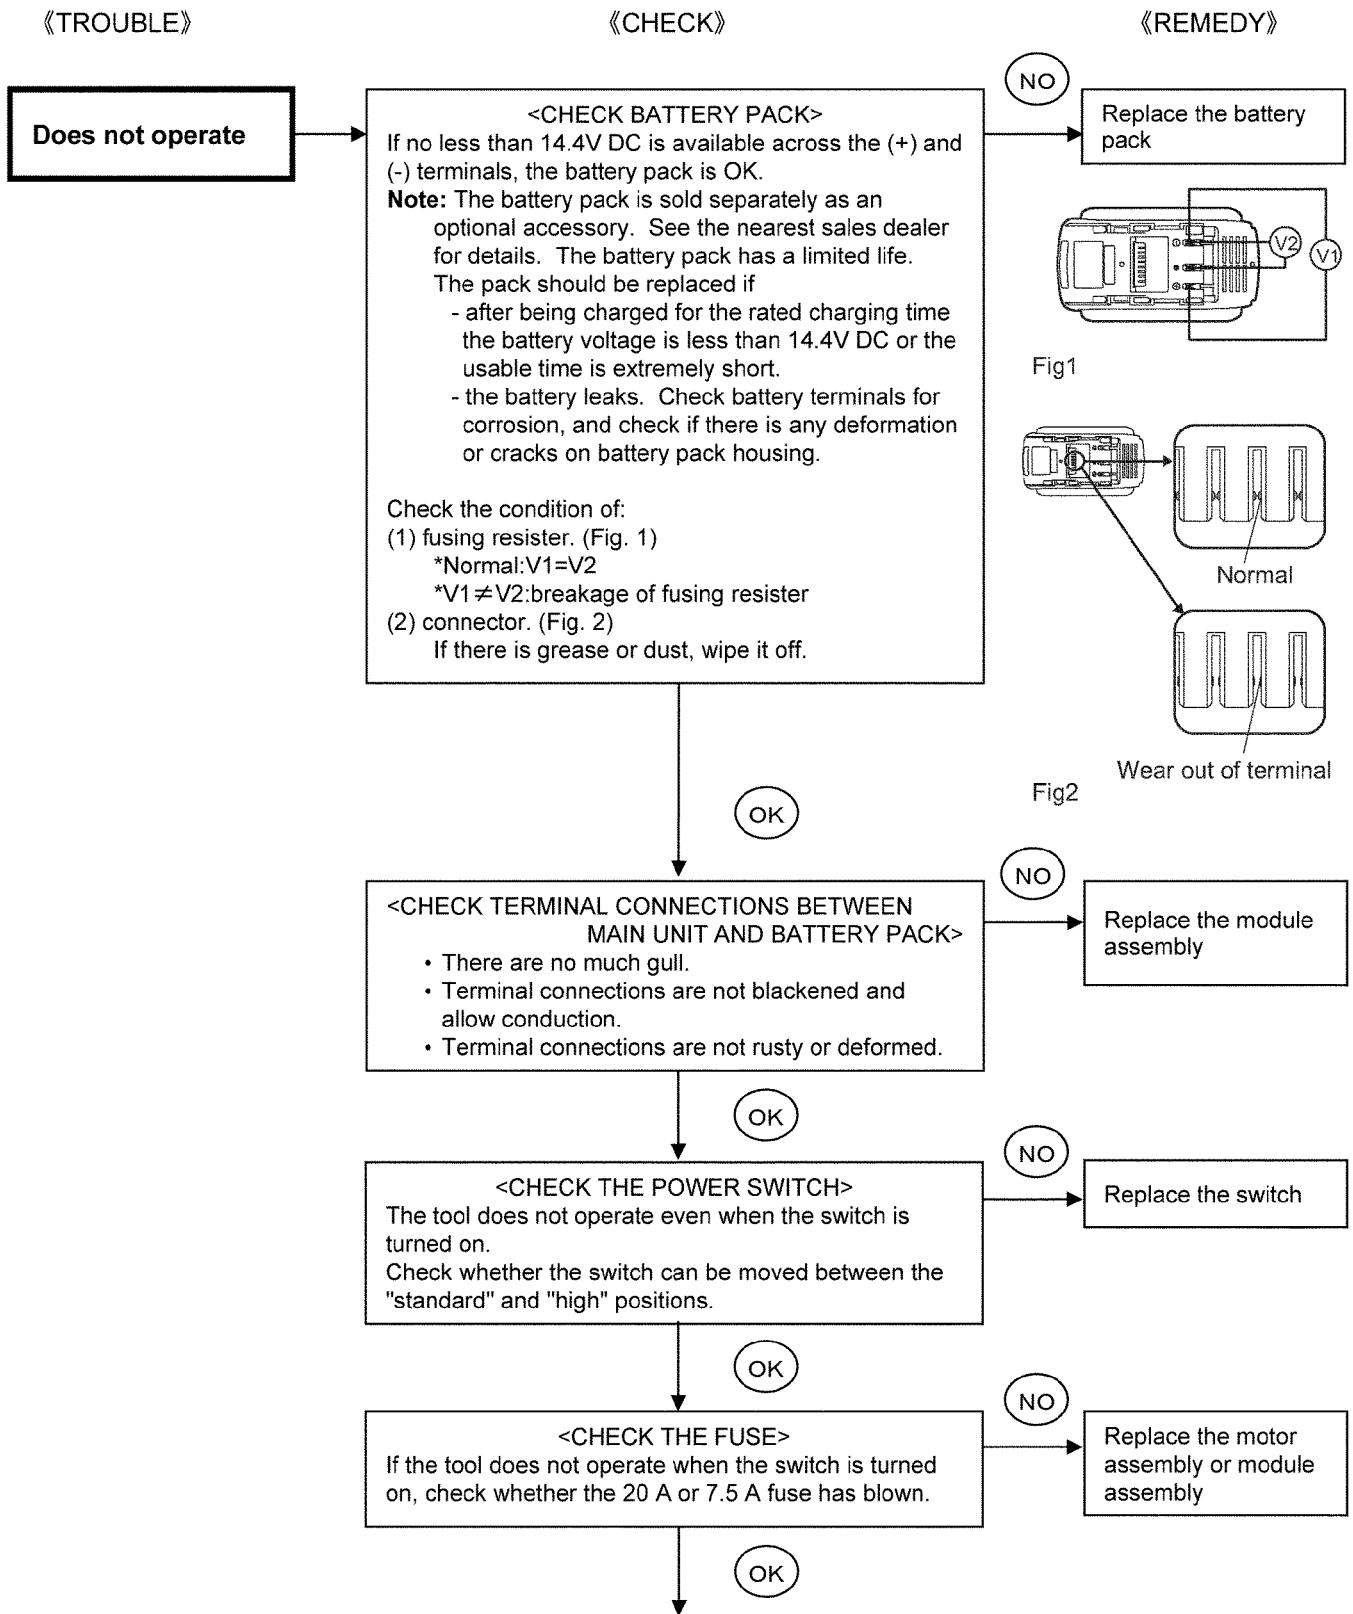 《TROUBLE》
《CHECK》
《REMEDY》
Does not operate
<CHECK BATTERY PACK>
If no less than 14.4V DC is available across the (+) and
(-) terminals, the battery pack is OK.
Note: The battery pack is sold separately as an
optional accessory. See the nearest sales dealer
for details. The battery pack has a limited life.
The pack should be replaced if
- after being charged for the rated charging time
the battery voltage is less than 14.4V DC or the
usable time is extremely short.
- the battery leaks. Check battery terminals for
corrosion, and check if there is any deformation
or cracks on battery pack housing.
Check the condition of:
(1) fusing resister. (Fig. 1)
*Normal:V1=V2
*V1≠V2:breakage of fusing resister
(2) connector. (Fig. 2)
If there is grease or dust, wipe it off.
NO
Replace the battery
pack
V2
V1
Fig1
Normal
Wear out of terminal
Fig2
OK
<CHECK TERMINAL CONNECTIONS BETWEEN
MAIN UNIT AND BATTERY PACK>
• There are no much gull.
• Terminal connections are not blackened and
allow conduction.
• Terminal connections are not rusty or deformed.
NO
Replace the module
assembly
OK
<CHECK THE POWER SWITCH>
The tool does not operate even when the switch is
turned on.
Check whether the switch can be moved between the
"standard" and "high" positions.
NO
Replace the switch
OK
<CHECK THE FUSE>
If the tool does not operate when the switch is turned
on, check whether the 20 A or 7.5 A fuse has blown.
NO
Replace the motor
assembly or module
assembly
OK